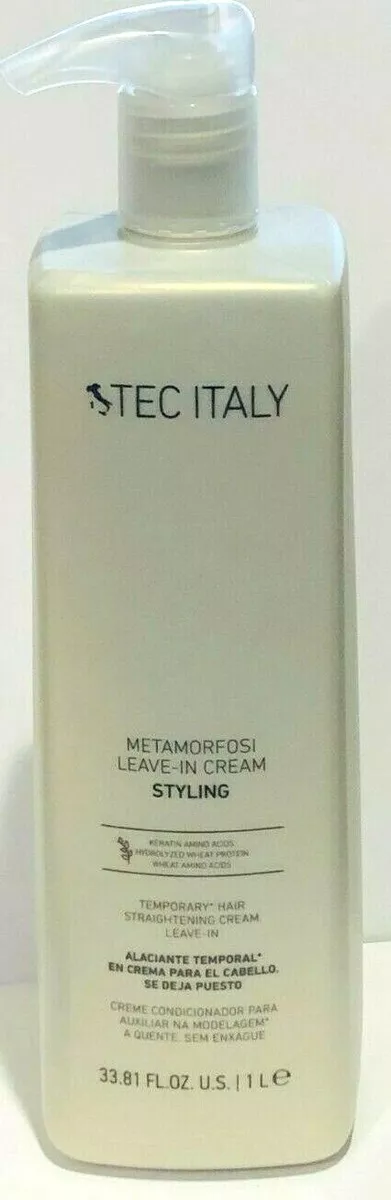 TEC ITALY
METAMORFOSI
LEAVE-IN CREAM
STYLING
KERATIN AMINO ACIDS
HYDROLYZED WHEAT PROTEIN
WHEAT AMINO ACIDS
TEMPORARY* HAIR
STRAIGHTENING CREAM.
LEAVE-IN
ALACIANTE TEMPORAL*
EN CREMA PARA EL CABELLO.
SE DEJA PUESTO
CREME CONDICIONADOR PARA
AUXILIAR NA MODELAGEM*
A QUENTE. SEM ENXÁGUE
33.81 FL.OZ. U.S. | 1 L ℮